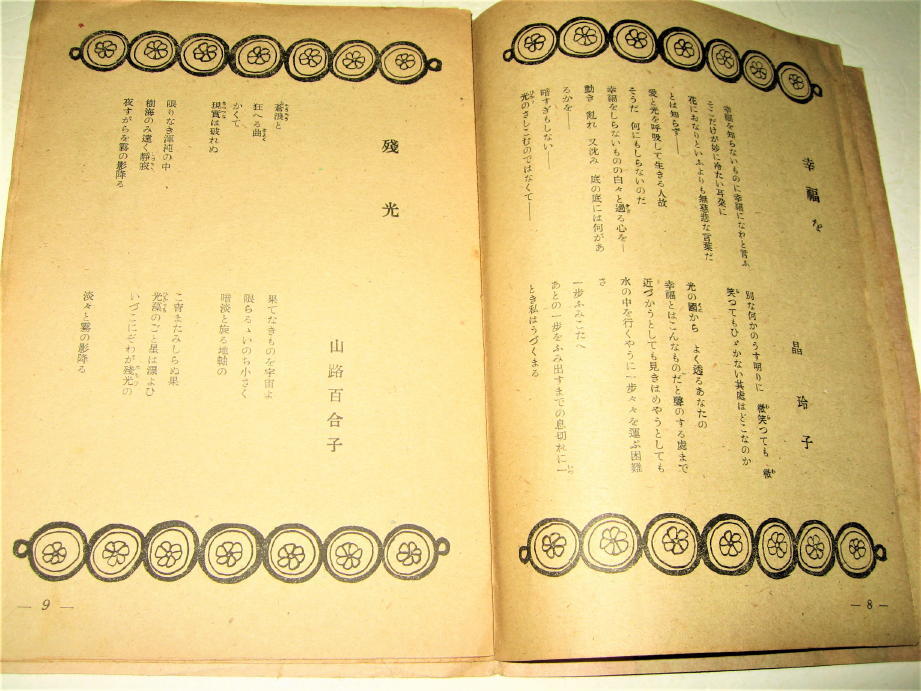 幸福を
晶玲子
幸福を知らないものに幸福になれと言ふ
そこだけが妙に冷たい耳朶に
花におなりといふよりも無慈悲な言葉だ
とは知らず——
愛と光を呼吸して生きる人故
そうだ 何にもしらないのだ
幸福をしらないものの白々と過る心を—
動き 亂れ 又沈み 底の底には何があ
るかを——
暗すぎもしない——
光のさしこむのではなくて——
別な何かのうす明りに 微笑つても 微
笑つてもひゞかない其處はどこなのか
光の國から よく透るあなたの
幸福とはこんなものだと聲のする處まで
近づかうとしても見きはめやうとしても
水の中を行くやうに一歩々々を運ぶ困難
さ
一歩ふみこたへ
あとの一歩をふみ出すまでの息切れに—
とき私はうづくまる
— 8 —
殘光
山路百合子
蒼浪と
狂へる曲
かくて
現實は破れぬ
限りなき渾沌の中
樹海のみ遠く靜寂
夜すがらを霧の影降る
果てなきものを宇宙よ
限らるゝいのち小さく
暗淡と旋る地軸の
こ宵またみしらぬ果
光藻のごと星は漂よひ
いづこにぞわが殘光の
淡々と霧の影降る
— 9 —